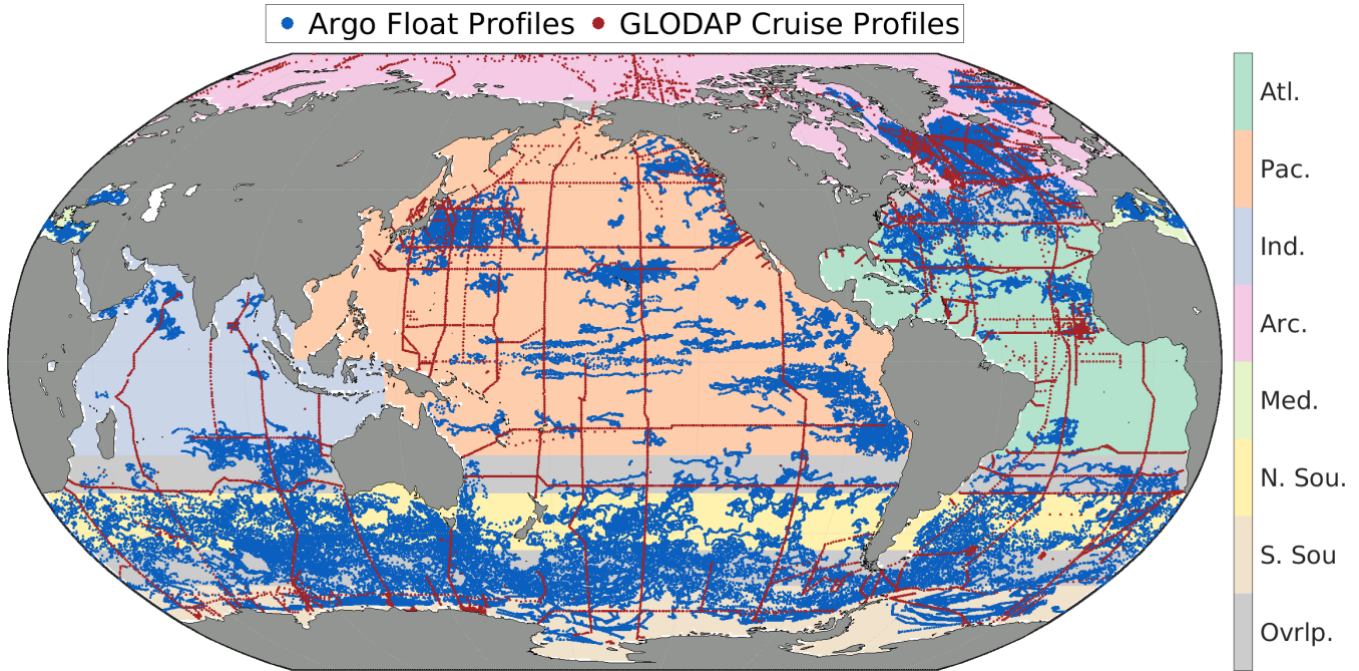 Argo Float Profiles GLODAP Cruise Profiles
Atl.
Pac.
Ind.
Arc.
Med.
N. Sou.
S. Sou
Ovrlp.